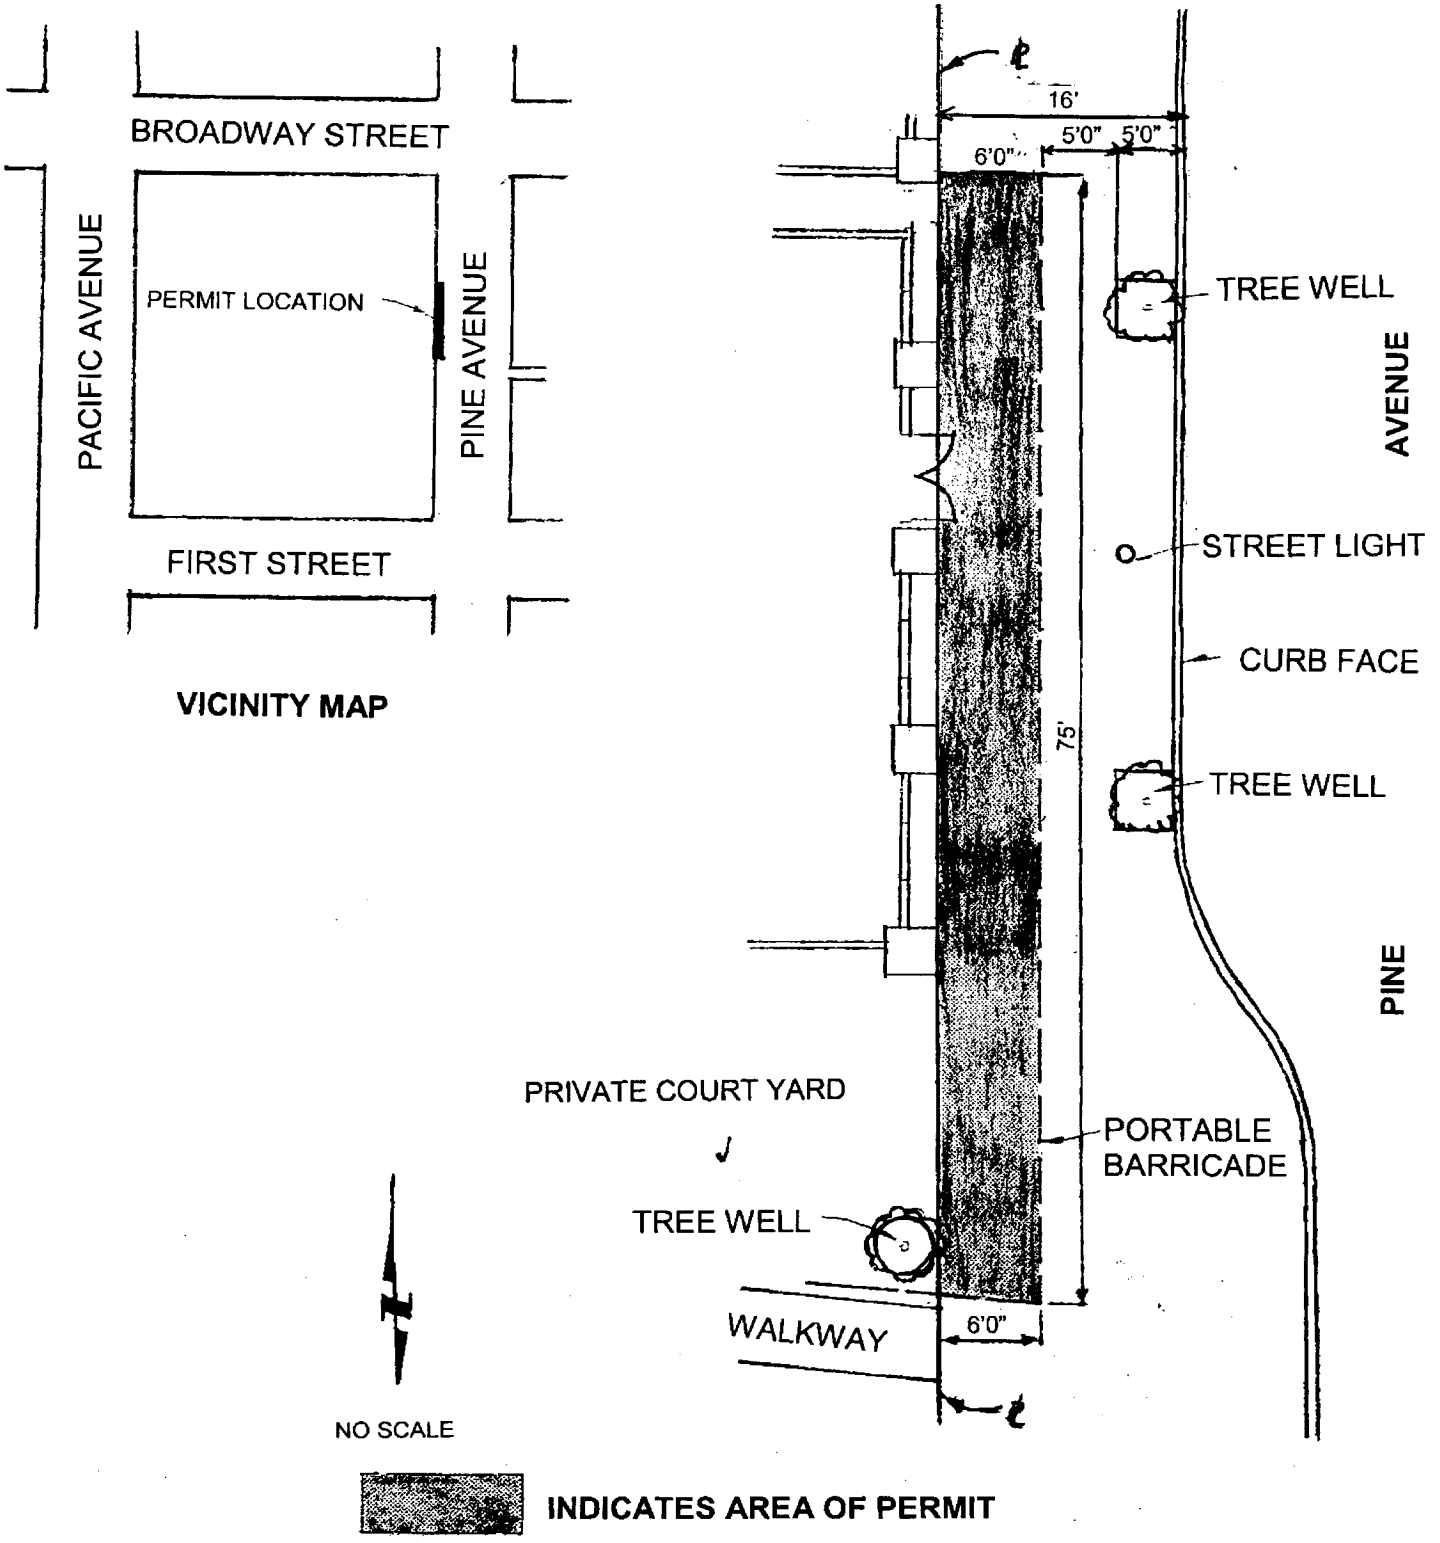 BROADWAY STREET
PACIFIC AVENUE
PERMIT LOCATION
PINE AVENUE
FIRST STREET
VICINITY MAP
16'
5'0"
5'0"
6'0"
TREE WELL
AVENUE
STREET LIGHT
CURB FACE
75'
TREE WELL
PINE
PRIVATE COURT YARD
PORTABLE
BARRICADE
TREE WELL
WALKWAY
6'0"
N
NO SCALE
INDICATES AREA OF PERMIT